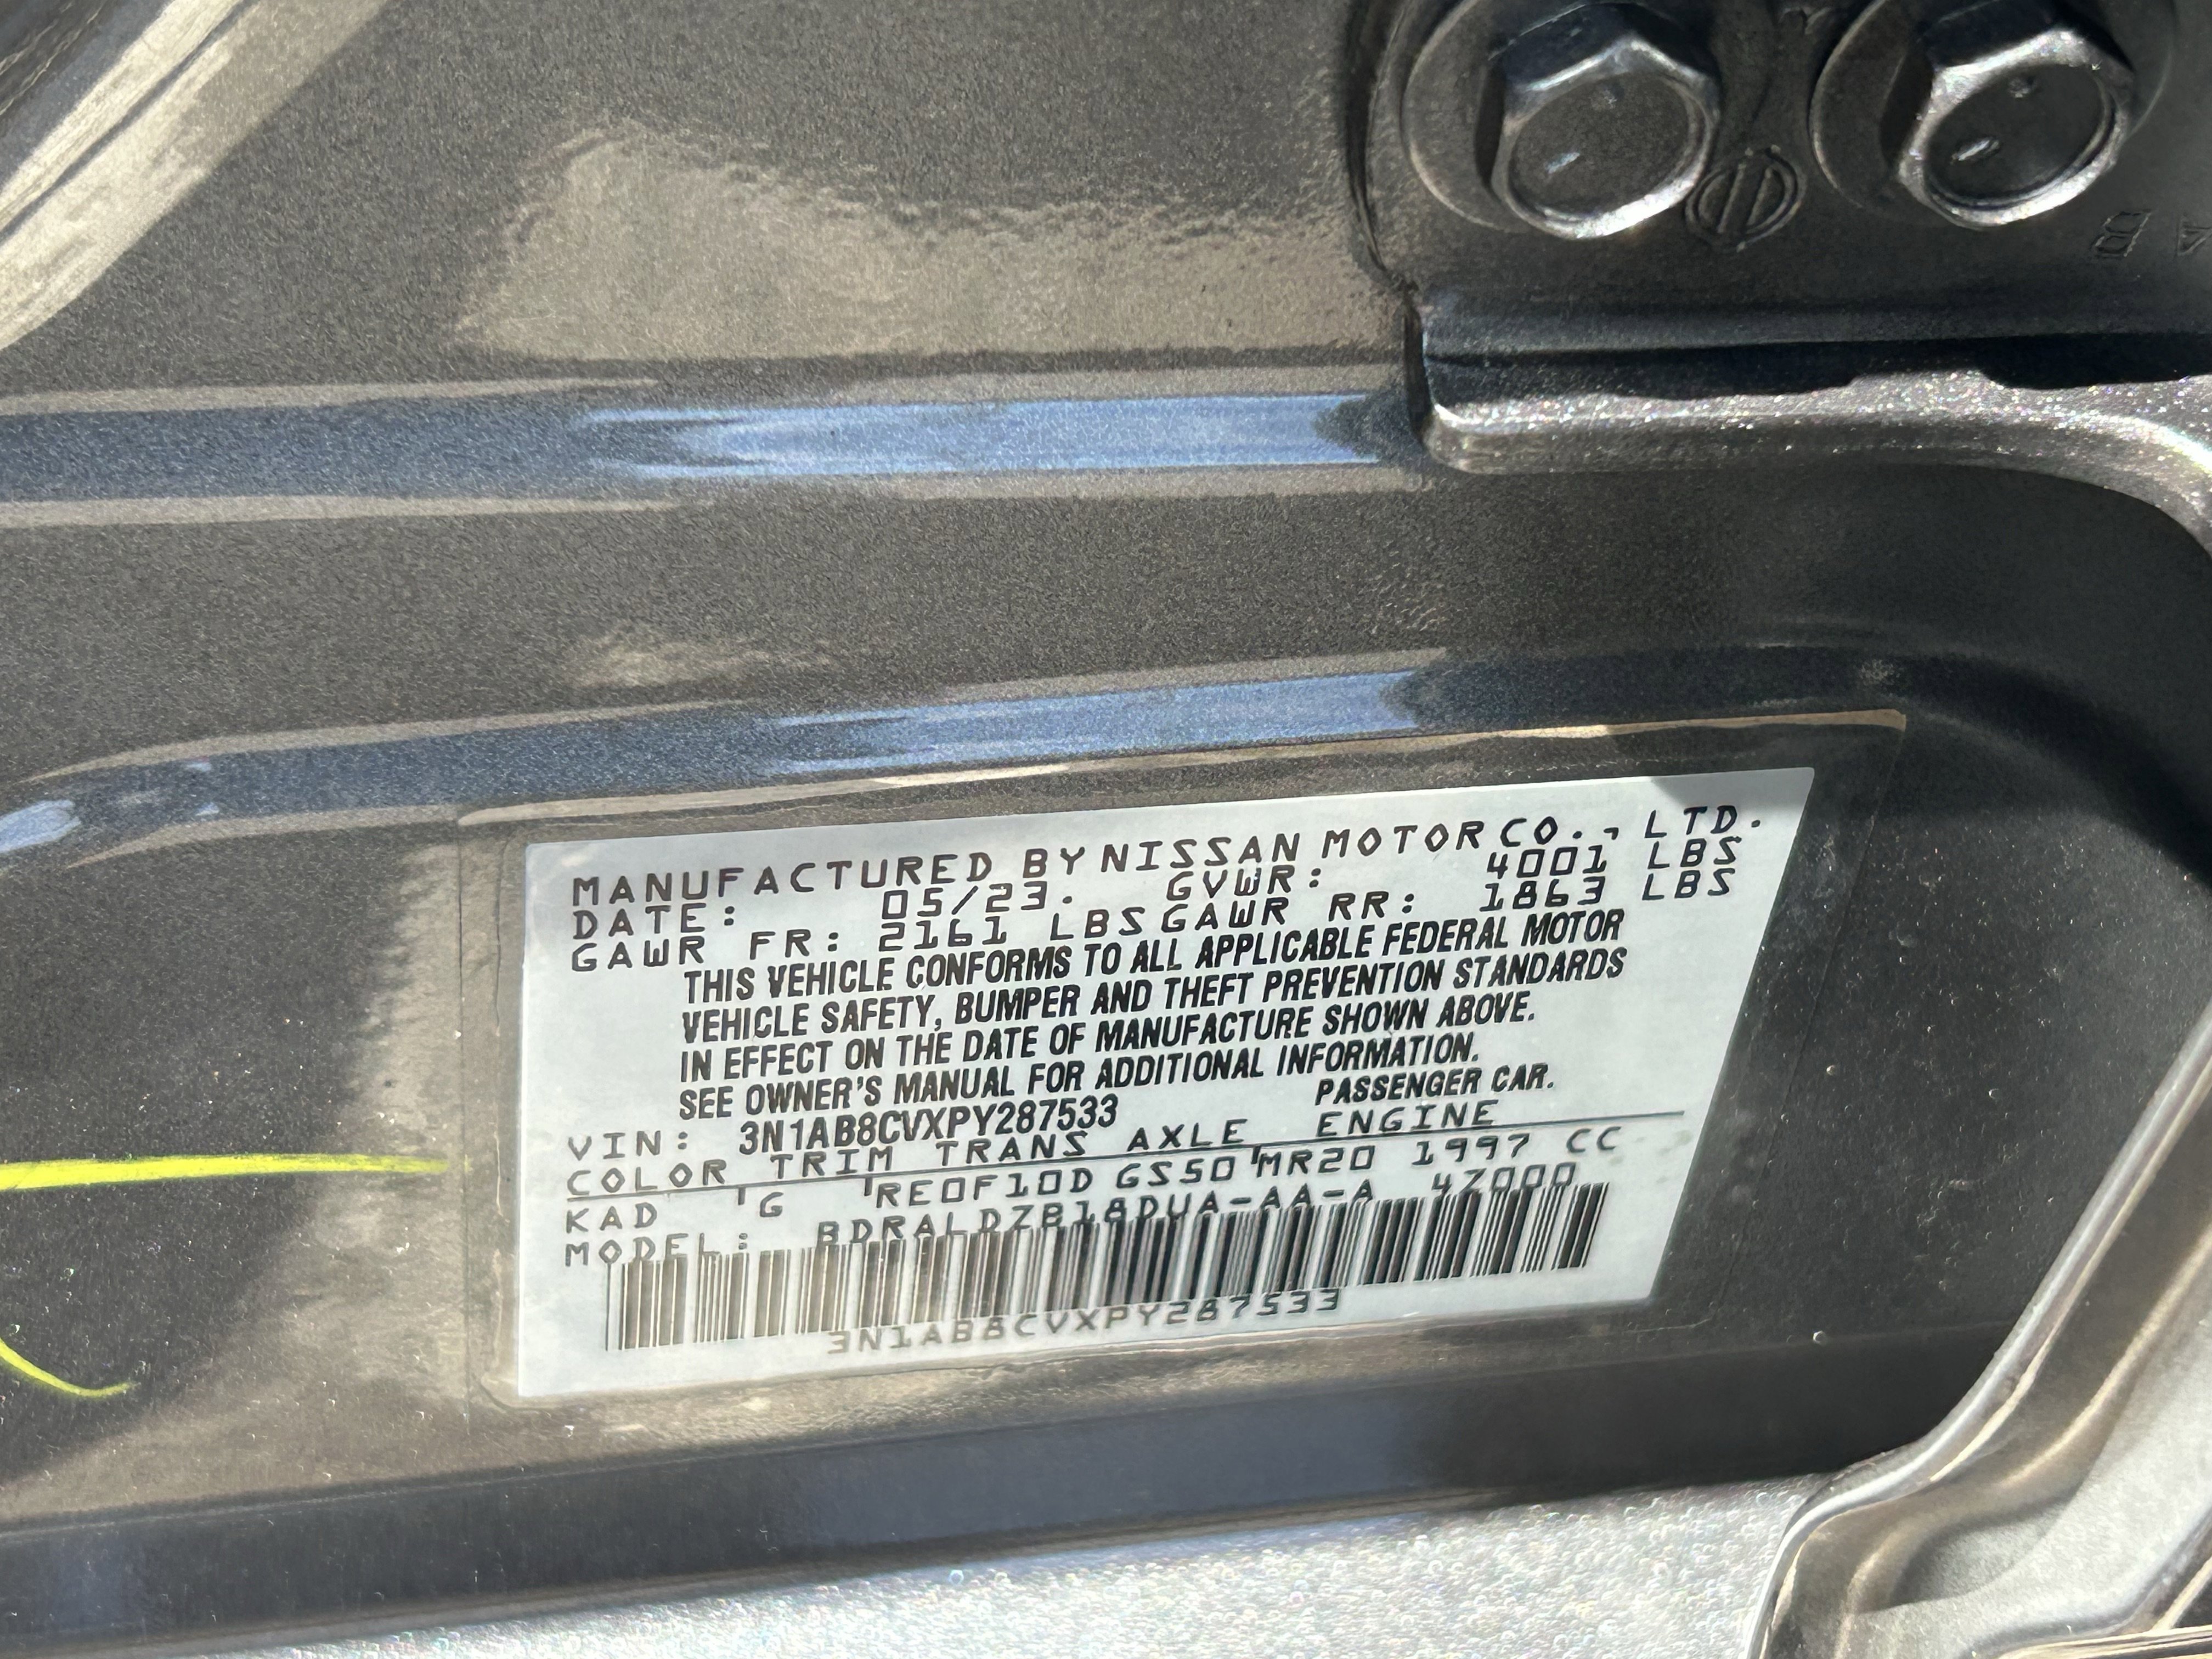 MANUFACTURED BY NISSAN MOTOR CO., LTD.
DATE: 05/23. GVWR: 4001 LBS
GAWR FR: 2161 LBS GAWR RR: 1863 LBS
THIS VEHICLE CONFORMS TO ALL APPLICABLE FEDERAL MOTOR
VEHICLE SAFETY, BUMPER AND THEFT PREVENTION STANDARDS
IN EFFECT ON THE DATE OF MANUFACTURE SHOWN ABOVE.
SEE OWNER'S MANUAL FOR ADDITIONAL INFORMATION.
VIN: 3N1AB8CVXPY287533 PASSENGER CAR.
COLOR TRIM TRANS AXLE ENGINE
KAD 'G 'RE0F10D GS50 'MR20 1997 CC
MODEL: BDRALDZB18DUA-AA-A 4Z000
3N1AB8CVXPY287533